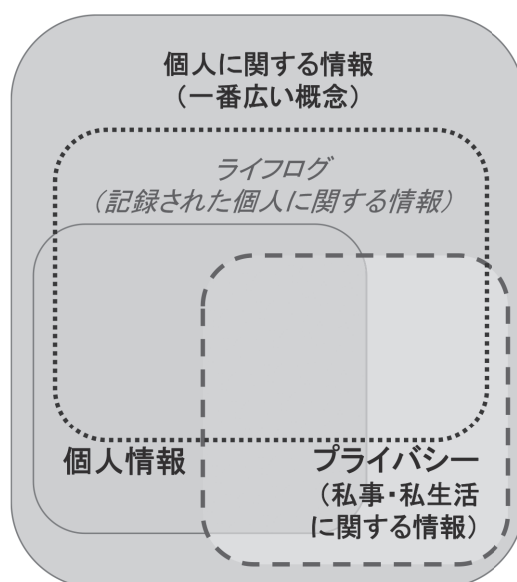 個人に関する情報
（一番広い概念）
ライフログ
（記録された個人に関する情報）
個人情報
プライバシー
（私事・私生活
に関する情報）